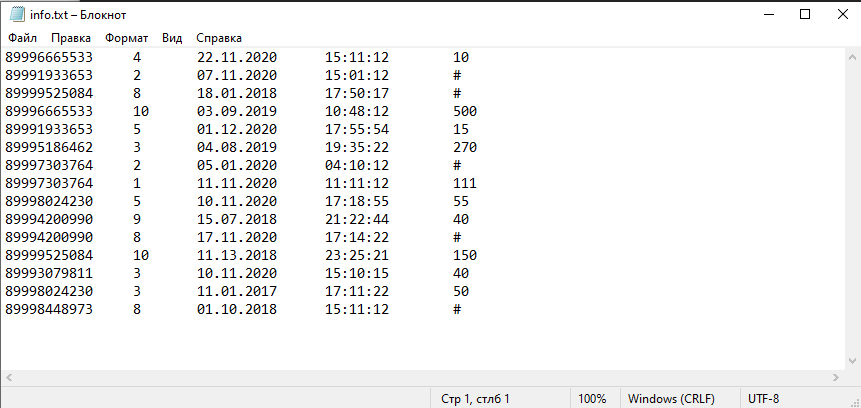 info.txt – Блокнот
Файл Правка Формат Вид Справка
89996665533 4 22.11.2020 15:11:12 10
89991933653 2 07.11.2020 15:01:12 #
89999525084 8 18.01.2018 17:50:17 #
89996665533 10 03.09.2019 10:48:12 500
89991933653 5 01.12.2020 17:55:54 15
89995186462 3 04.08.2019 19:35:22 270
89997303764 2 05.01.2020 04:10:12 #
89997303764 1 11.11.2020 11:11:12 111
89998024230 5 10.11.2020 17:18:55 55
89994200990 9 15.07.2018 21:22:44 40
89994200990 8 17.11.2020 17:14:22 #
89999525084 10 11.13.2018 23:25:21 150
89993079811 3 10.11.2020 15:10:15 40
89998024230 3 11.01.2017 17:11:22 50
89998448973 8 01.10.2018 15:11:12 #
Стр 1, стлб 1 100% Windows (CRLF) UTF-8